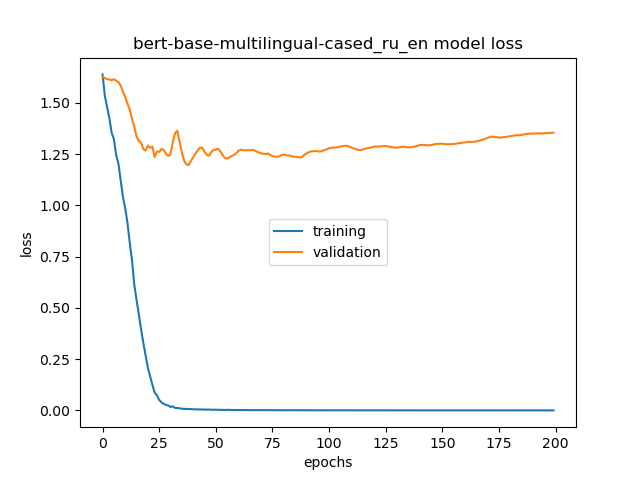 bert-base-multilingual-cased_ru_en model loss
1.50
1.25
1.00
0.75
0.50
0.25
0.00
loss
training
validation
0 25 50 75 100 125 150 175 200
epochs